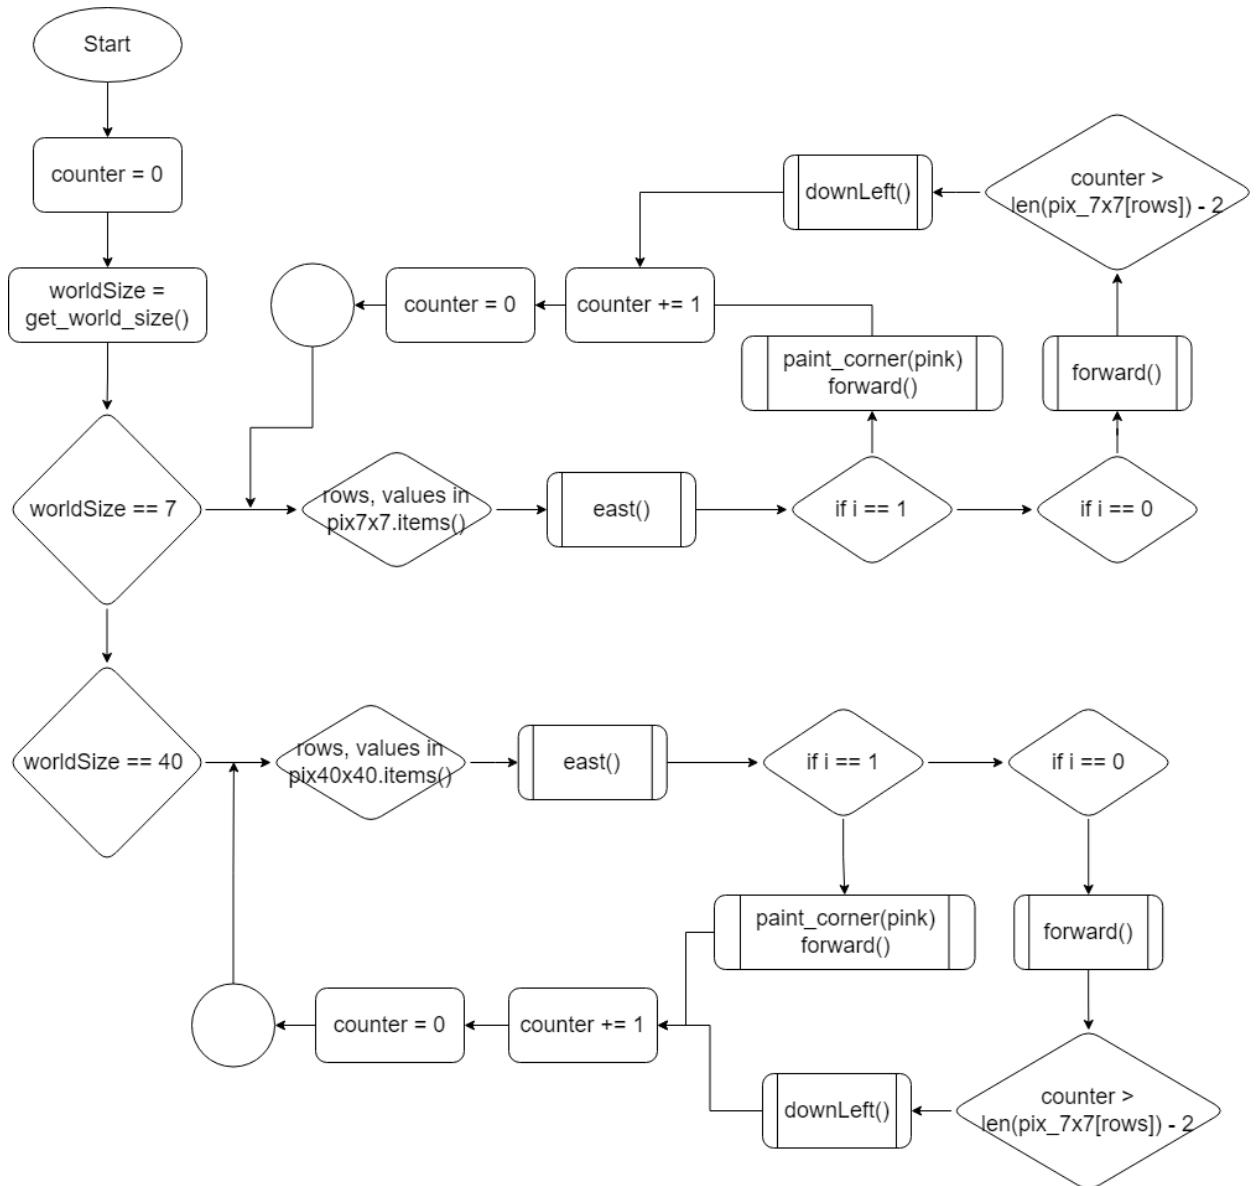 Start
counter = 0
worldSize =
get_world_size()
worldSize == 7
rows, values in
pix7x7.items()
east()
if i == 1
if i == 0
paint_corner(pink)
forward()
forward()
counter >
len(pix_7x7[rows]) - 2
downLeft()
counter += 1
counter = 0
worldSize == 40
rows, values in
pix40x40.items()
east()
if i == 1
if i == 0
paint_corner(pink)
forward()
forward()
counter >
len(pix_7x7[rows]) - 2
downLeft()
counter += 1
counter = 0